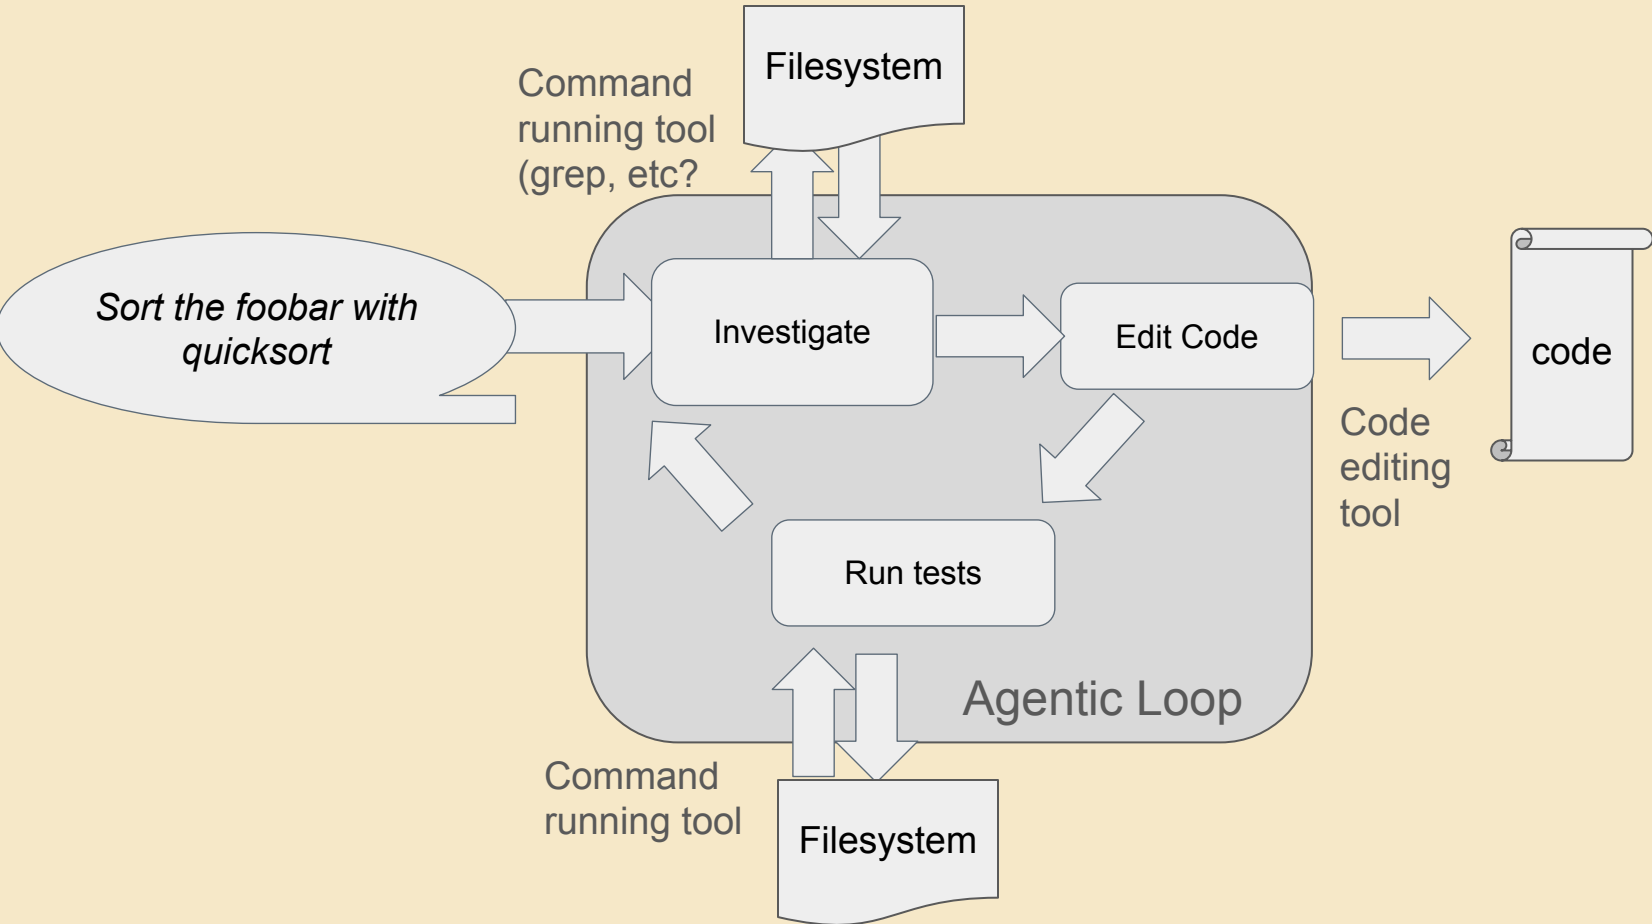 Filesystem
Command
running tool
(grep, etc?
Sort the foobar with
quicksort
Investigate
Edit Code
code
Code
editing
tool
Run tests
Agentic Loop
Command
running tool
Filesystem